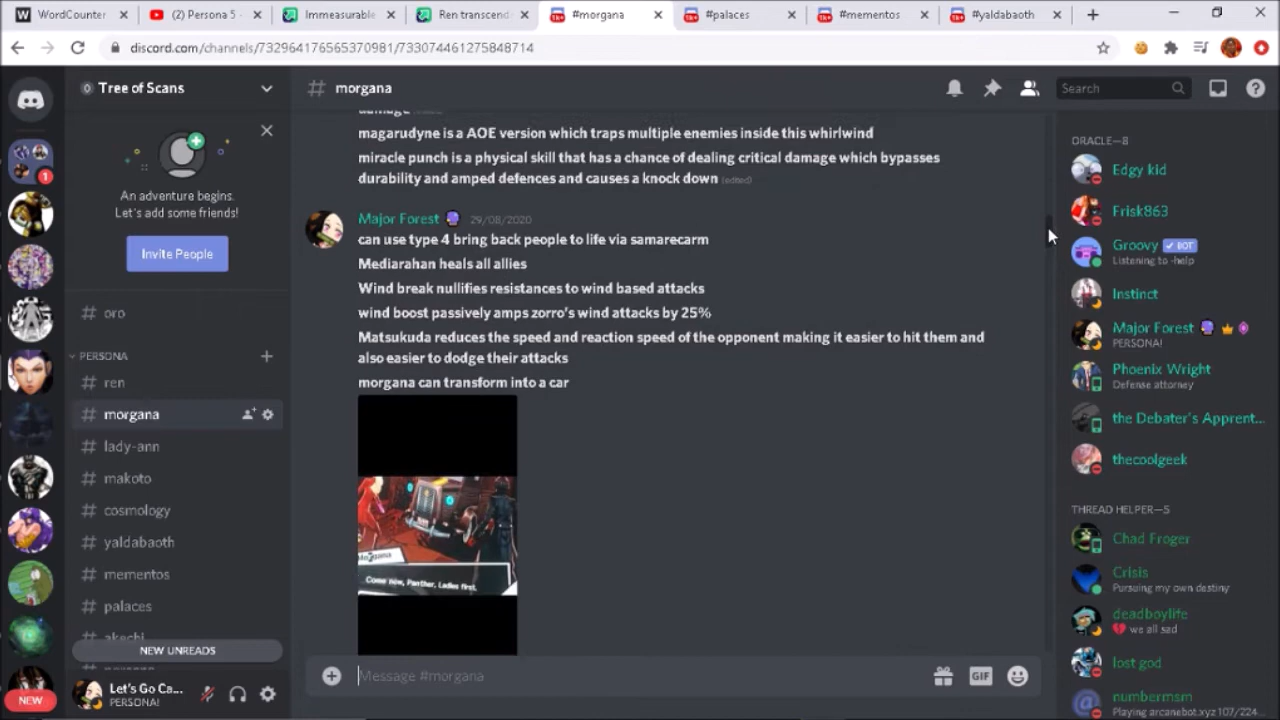 WordCounter
(2) Persona 5 -
Immeasurable
Ren transcend
#morgana
#palaces
#mementos
#yaldabaoth
discord.com/channels/732964176565370981/733074461275848714
Tree of Scans
morgana
Search
An adventure begins.
Let's add some friends!
Invite People
oro
PERSONA
ren
morgana
lady-ann
makoto
cosmology
yaldabaoth
mementos
palaces
akechi
NEW UNREADS
NEW
Let's Go Ca...
PERSONA!
damage
magarudyne is a AOE version which traps multiple enemies inside this whirlwind
miracle punch is a physical skill that has a chance of dealing critical damage which bypasses
durability and amped defences and causes a knock down (edited)
Major Forest 29/08/2020
can use type 4 bring back people to life via samarecarm
Mediarahan heals all allies
Wind break nullifies resistances to wind based attacks
wind boost passively amps zorro's wind attacks by 25%
Matsukuda reduces the speed and reaction speed of the opponent making it easier to hit them and
also easier to dodge their attacks
morgana can transform into a car
Morgana
Come now, Panther. Ladies first.
Message #morgana
GIF
ORACLE—8
Edgy kid
Frisk863
Groovy BOT
Listening to -help
Instinct
Major Forest
PERSONA!
Phoenix Wright
Defense attorney
the Debater's Apprent...
thecoolgeek
THREAD HELPER—5
Chad Froger
Crisis
Pursuing my own destiny
deadboylife
we all sad
lost god
numbermsm
Playing arcanebot.xyz 107/224...